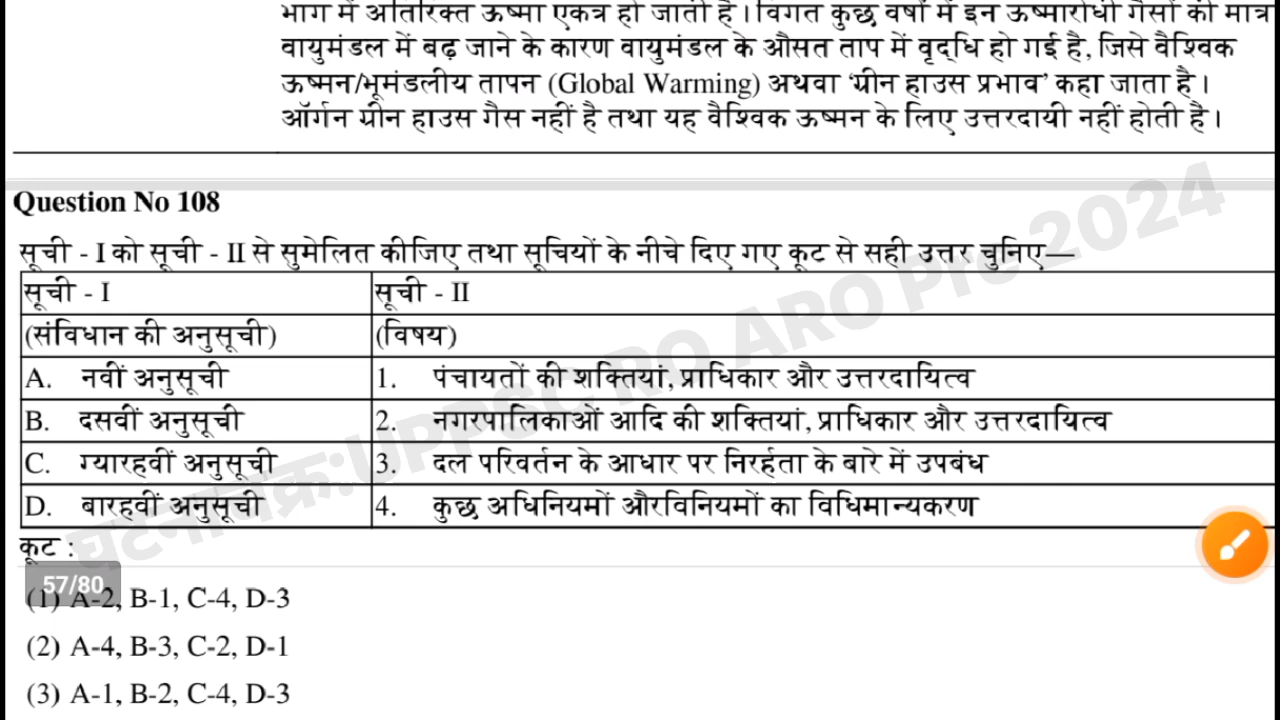 भाग में अतिरिक्त ऊष्मा एकत्र हो जाती है। विगत कुछ वर्षों में इन ऊष्मारोधी गैसों की मात्र
वायुमंडल में बढ़ जाने के कारण वायुमंडल के औसत ताप में वृद्धि हो गई है, जिसे वैश्विक
ऊष्मन/भूमंडलीय तापन (Global Warming) अथवा ‘ग्रीन हाउस प्रभाव’ कहा जाता है।
ऑर्गन ग्रीन हाउस गैस नहीं है तथा यह वैश्विक ऊष्मन के लिए उत्तरदायी नहीं होती है।
Question No 108
सूची - I को सूची - II से सुमेलित कीजिए तथा सूचियों के नीचे दिए गए कूट से सही उत्तर चुनिए—
सूची - I सूची - II
(संविधान की अनुसूची) (विषय)
A. नवीं अनुसूची 1. पंचायतों की शक्तियां, प्राधिकार और उत्तरदायित्व
B. दसवीं अनुसूची 2. नगरपालिकाओं आदि की शक्तियां, प्राधिकार और उत्तरदायित्व
C. ग्यारहवीं अनुसूची 3. दल परिवर्तन के आधार पर निरर्हता के बारे में उपबंध
D. बारहवीं अनुसूची 4. कुछ अधिनियमों औरविनियमों का विधिमान्यकरण
कूट :
57/80
(1) A-2, B-1, C-4, D-3
(2) A-4, B-3, C-2, D-1
(3) A-1, B-2, C-4, D-3
घटनाचक्र:UPPSC RO ARO Pre 2024